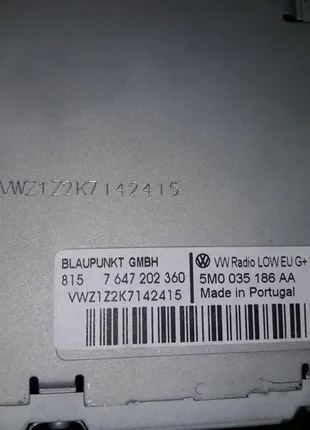 VWZ1Z2K7142415
BLAUPUNKT GMBH
VW Radio LOW EU G+
815 7 647 202 360
5M0 035 186 AA
VWZ1Z2K7142415
Made in Portugal